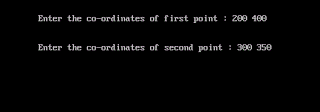 Enter the co-ordinates of first point : 200 400
Enter the co-ordinates of second point : 300 350